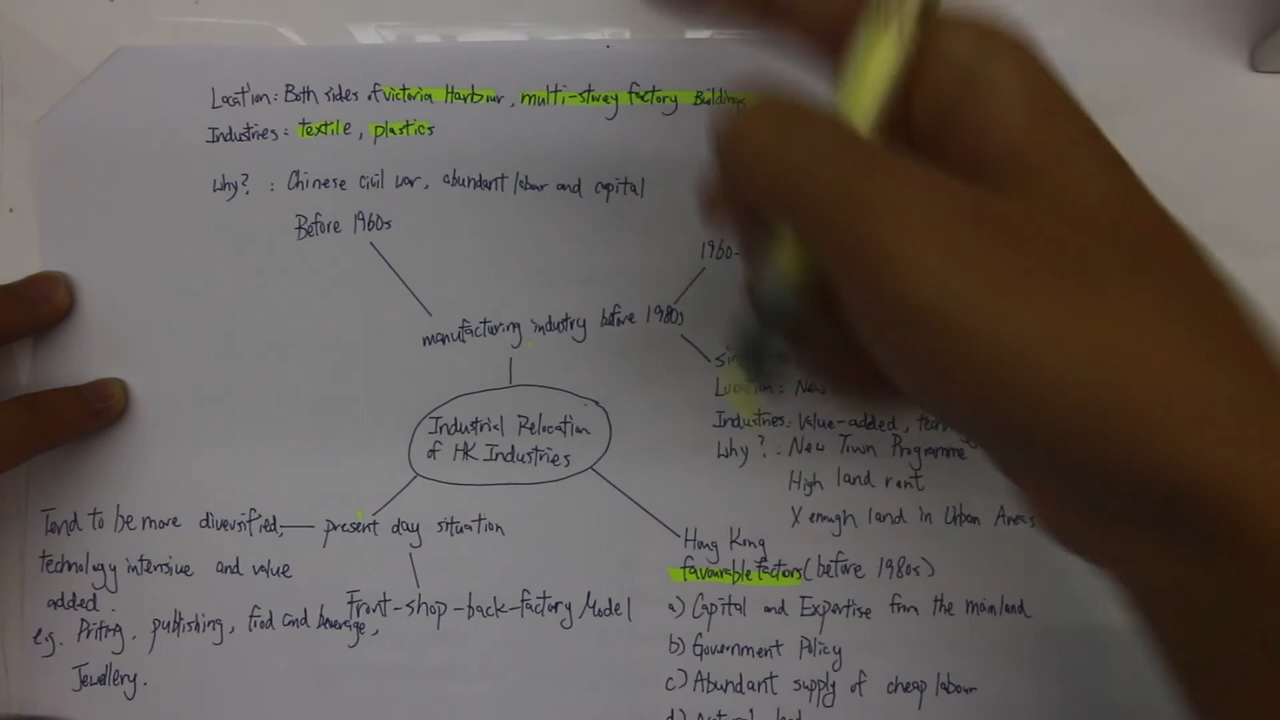 Location: Both sides of victoria Harbour, multi-storey factory Buildings
Industries: textile, plastics
Why? : Chinese civil war, abundant labour and capital
Before 1960s
1960-
manufacturing industry before 1980s
Location: New
Industries: Value-added,
Why?: New Town Programme
High land rent
X enough land in Urban Areas
Industrial Relocation
of HK Industries
Tend to be more diversified,
technology intensive and value
added.
e.g. Priting, publishing, food and beverage,
Jewellery.
present day situation
Front-shop-back-factory Model
Hong Kong
favourable factors (before 1980s)
a) Capital and Expertise from the mainland
b) Government Policy
c) Abundant supply of cheap labour
d)